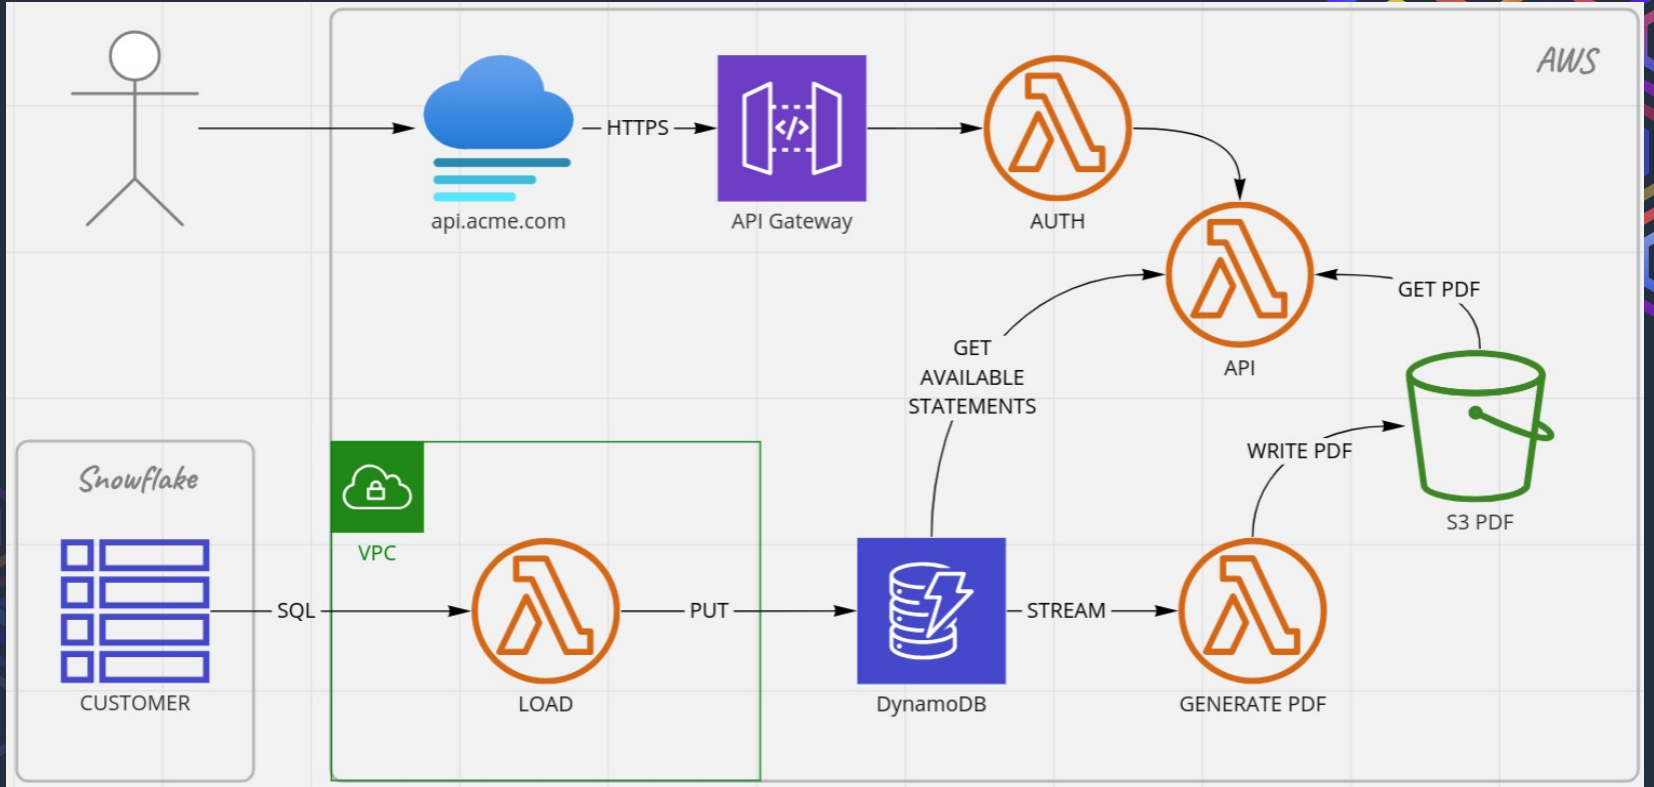 AWS
HTTPS
api.acme.com
API Gateway
AUTH
GET PDF
GET
AVAILABLE
STATEMENTS
API
WRITE PDF
S3 PDF
Snowflake
VPC
SQL
PUT
STREAM
CUSTOMER
LOAD
DynamoDB
GENERATE PDF